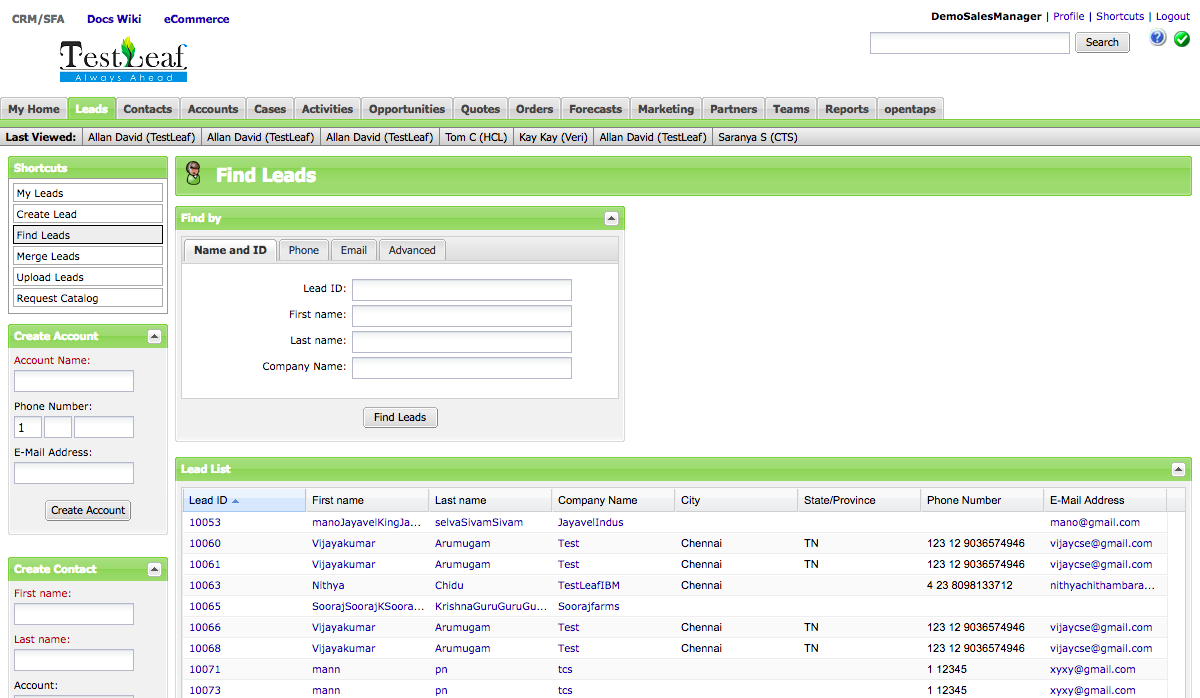 CRM/SFA Docs Wiki eCommerce
DemoSalesManager | Profile | Shortcuts | Logout
Search
TestLeaf
Always Ahead
My Home Leads Contacts Accounts Cases Activities Opportunities Quotes Orders Forecasts Marketing Partners Teams Reports opentaps
Last Viewed: Allan David (TestLeaf) Allan David (TestLeaf) Allan David (TestLeaf) Tom C (HCL) Kay Kay (Veri) Allan David (TestLeaf) Saranya S (CTS)
Shortcuts
My Leads
Create Lead
Find Leads
Merge Leads
Upload Leads
Request Catalog
Create Account
Account Name:
Phone Number:
1
E-Mail Address:
Create Account
Create Contact
First name:
Last name:
Account:
Find Leads
Find by
Name and ID Phone Email Advanced
Lead ID:
First name:
Last name:
Company Name:
Find Leads
Lead List
Lead ID First name Last name Company Name City State/Province Phone Number E-Mail Address
10053 manoJayavelKingJa... selvaSivamSivam JayavelIndus mano@gmail.com
10060 Vijayakumar Arumugam Test Chennai TN 123 12 9036574946 vijaycse@gmail.com
10061 Vijayakumar Arumugam Test Chennai TN 123 12 9036574946 vijaycse@gmail.com
10063 Nithya Chidu TestLeafIBM Chennai 4 23 8098133712 nithyachithambara...
10065 SoorajSoorajKSoora... KrishnaGuruGuruGu... Soorajfarms
10066 Vijayakumar Arumugam Test Chennai TN 123 12 9036574946 vijaycse@gmail.com
10068 Vijayakumar Arumugam Test Chennai TN 123 12 9036574946 vijaycse@gmail.com
10071 mann pn tcs 1 12345 xyxy@gmail.com
10073 mann pn tcs 1 12345 xyxy@gmail.com